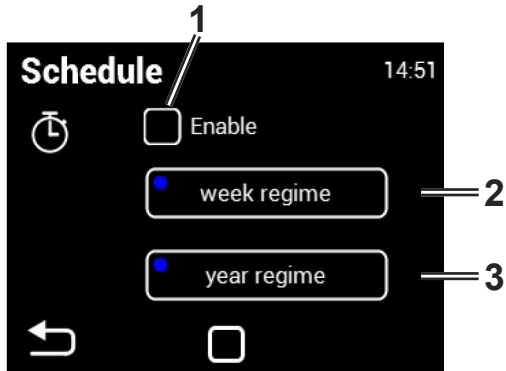 1
Schedule 14:51
Enable
week regime 2
year regime 3